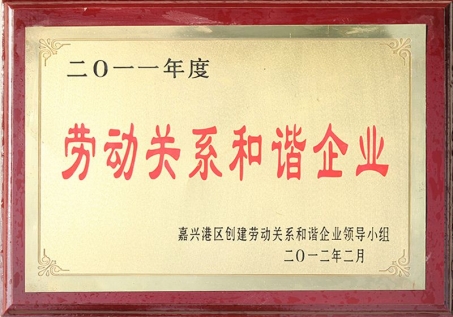 二〇一一年度
劳动关系和谐企业
嘉兴港区创建劳动关系和谐企业领导小组
二〇一二年二月